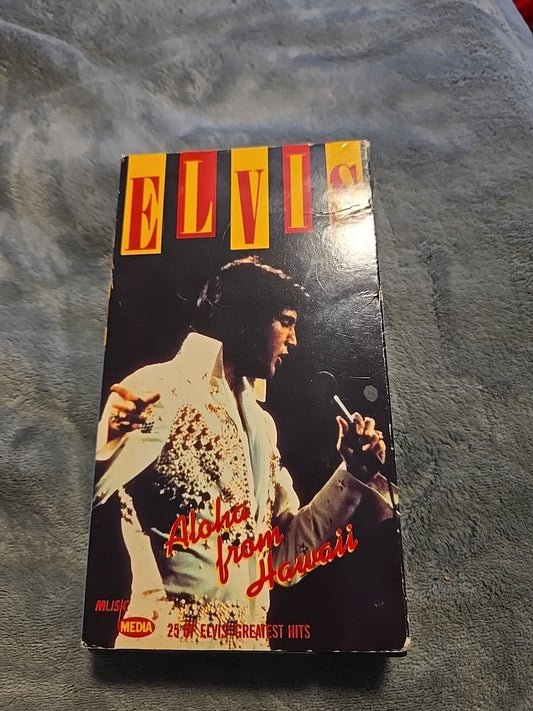 ELVIS
Aloha
from
Hawaii
MUSIC
MEDIA
25 OF ELVIS' GREATEST HITS